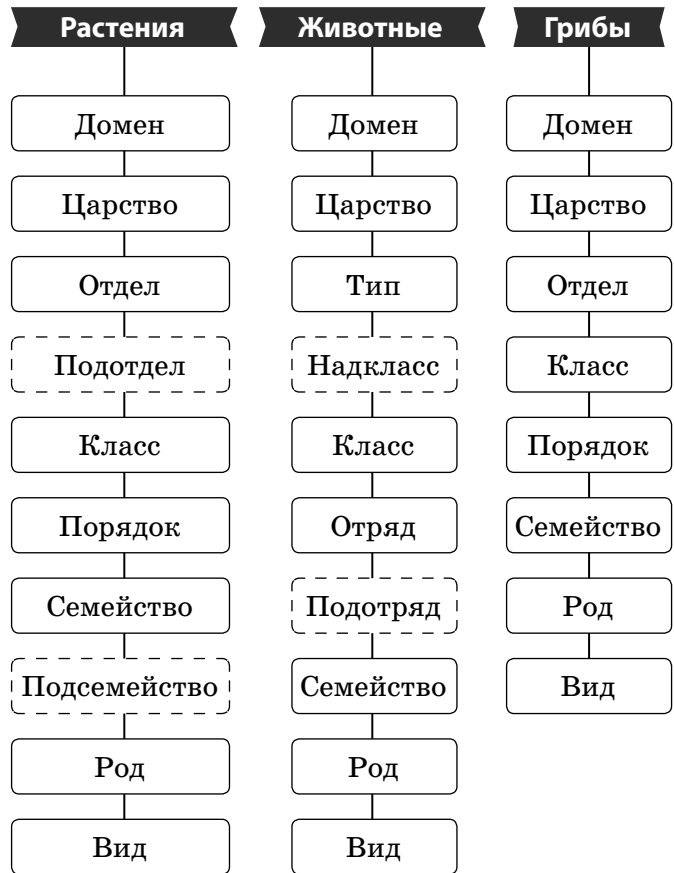 Растения
Домен
Царство
Отдел
Подотдел
Класс
Порядок
Семейство
Подсемейство
Род
Вид
Животные
Домен
Царство
Тип
Надкласс
Класс
Отряд
Подотряд
Семейство
Род
Вид
Грибы
Домен
Царство
Отдел
Класс
Порядок
Семейство
Род
Вид